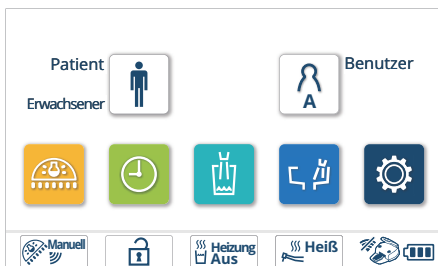 Patient
Benutzer
Erwachsener
A
Manuell
Heizung
Aus
Heiß